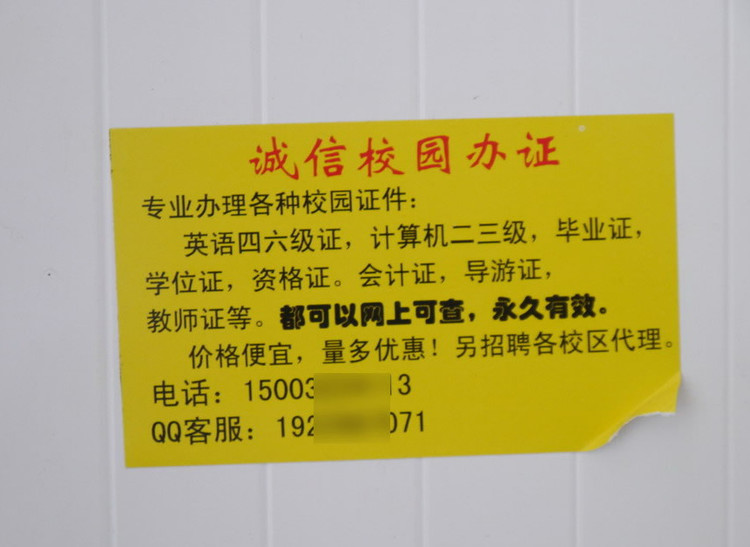 诚信校园办证
专业办理各种校园证件：
英语四六级证，计算机二三级，毕业证，
学位证，资格证。会计证，导游证，
教师证等。都可以网上可查，永久有效。
价格便宜，量多优惠！另招聘各校区代理。
电话：15003 13
QQ客服：192 071